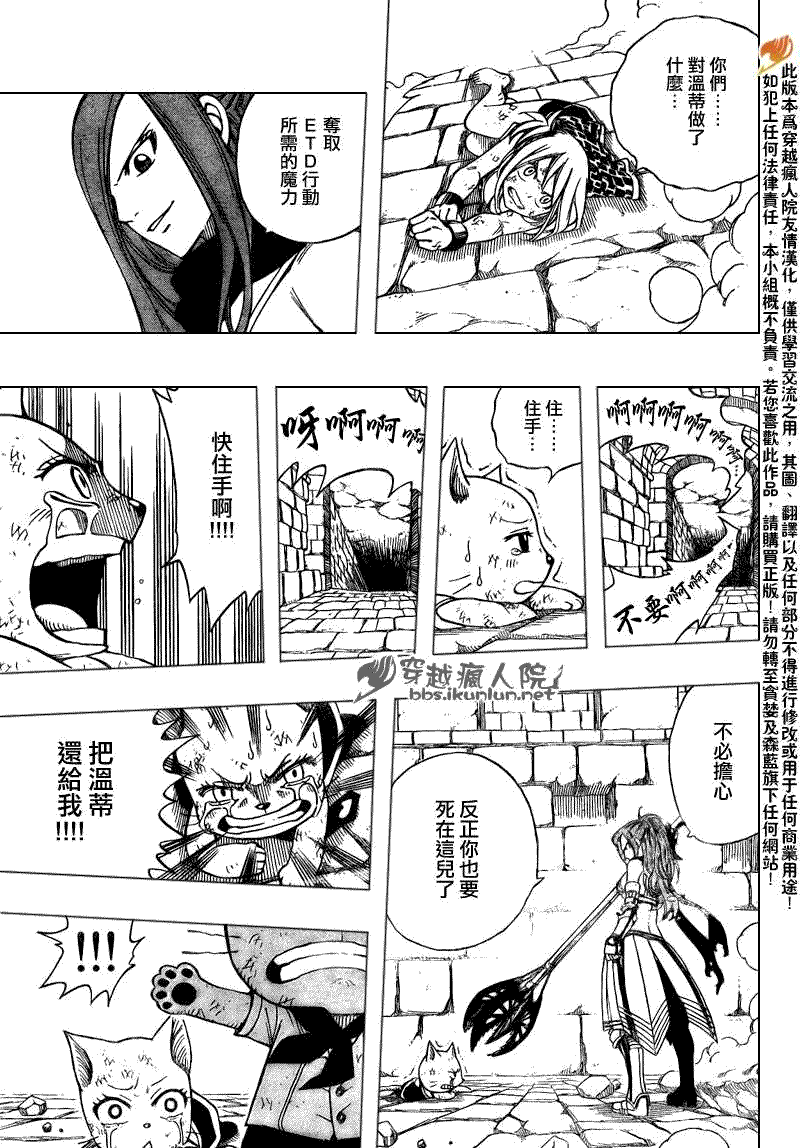 你們……
對溫蒂做了
什麼…
奪取
ETD行動
所需的魔力
啊啊啊啊啊……
不要啊啊啊啊
住…
住手…
呀啊啊啊啊
快住手啊
!!!!
不必擔心
反正你也要
死在這兒了
把溫蒂
還給我
!!!!
!!!
穿越瘋人院
bbs.ikunlun.net
此版本爲穿越瘋人院友情漢化，僅供學習交流之用，其圖、翻譯以及任何部分不得進行修改或用于任何商業用途！
如犯上任何法律責任，本小組概不負責。若您喜歡此作品，請購買正版！請勿轉至貪婪及森藍旗下任何網站！